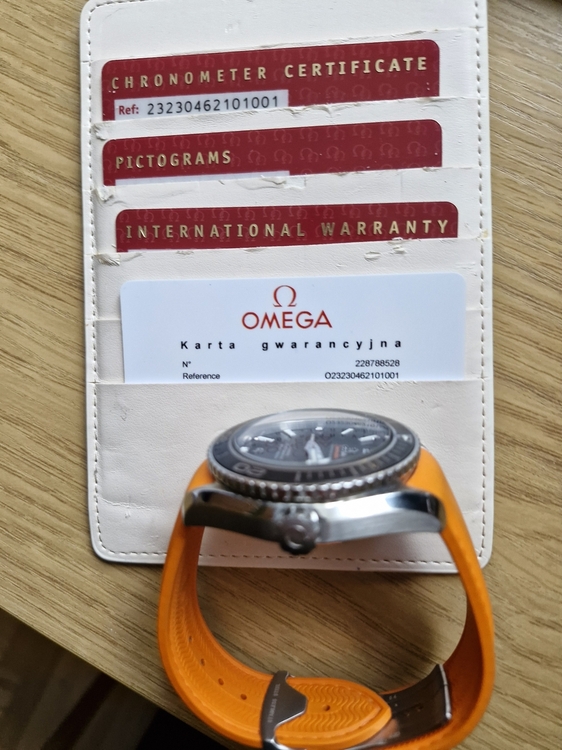 CHRONOMETER CERTIFICATE
Ref: 23230462101001
PICTOGRAMS
INTERNATIONAL WARRANTY
Ω
OMEGA
Karta gwarancyjna
N° 228788528
Reference O23230462101001